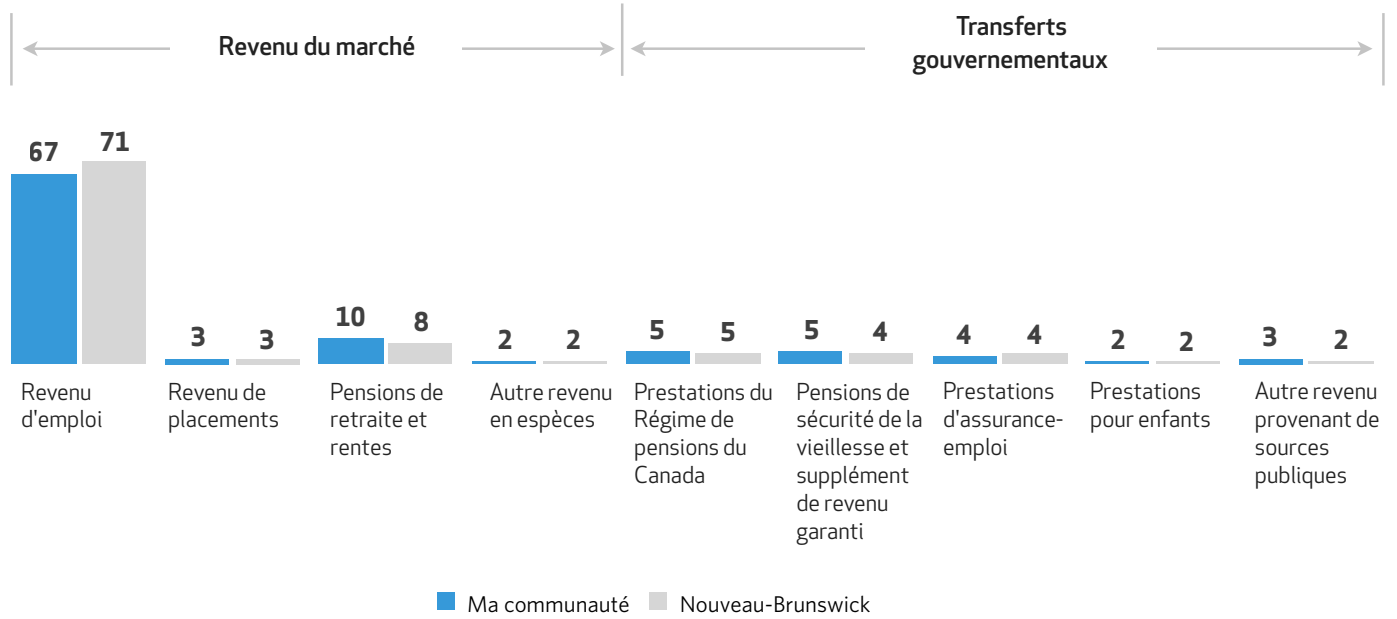 Revenu du marché
Transferts
gouvernementaux
67
71
3
3
10
8
2
2
5
5
5
4
4
4
2
2
3
2
Revenu
d'emploi
Revenu de
placements
Pensions de
retraite et
rentes
Autre revenu
en espèces
Prestations du
Régime de
pensions du
Canada
Pensions de
sécurité de la
vieillesse et
supplément
de revenu
garanti
Prestations
d'assurance-
emploi
Prestations
pour enfants
Autre revenu
provenant de
sources
publiques
Ma communauté
Nouveau-Brunswick